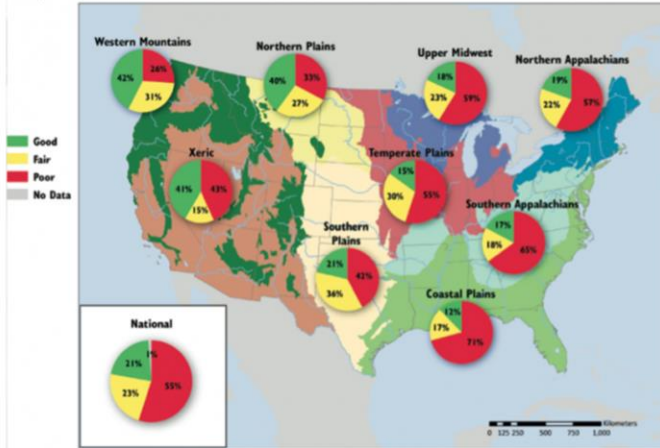 Western Mountains
42%
26%
31%
Northern Plains
40%
33%
27%
Upper Midwest
18%
23%
59%
Northern Appalachians
19%
22%
57%
Good
Fair
Poor
No Data
Xeric
41%
43%
15%
Temperate Plains
15%
30%
55%
Southern Appalachians
17%
18%
65%
Southern
Plains
21%
42%
36%
Coastal Plains
12%
17%
71%
National
1%
21%
23%
55%
Kilometers
0 125 250 500 750 1,000